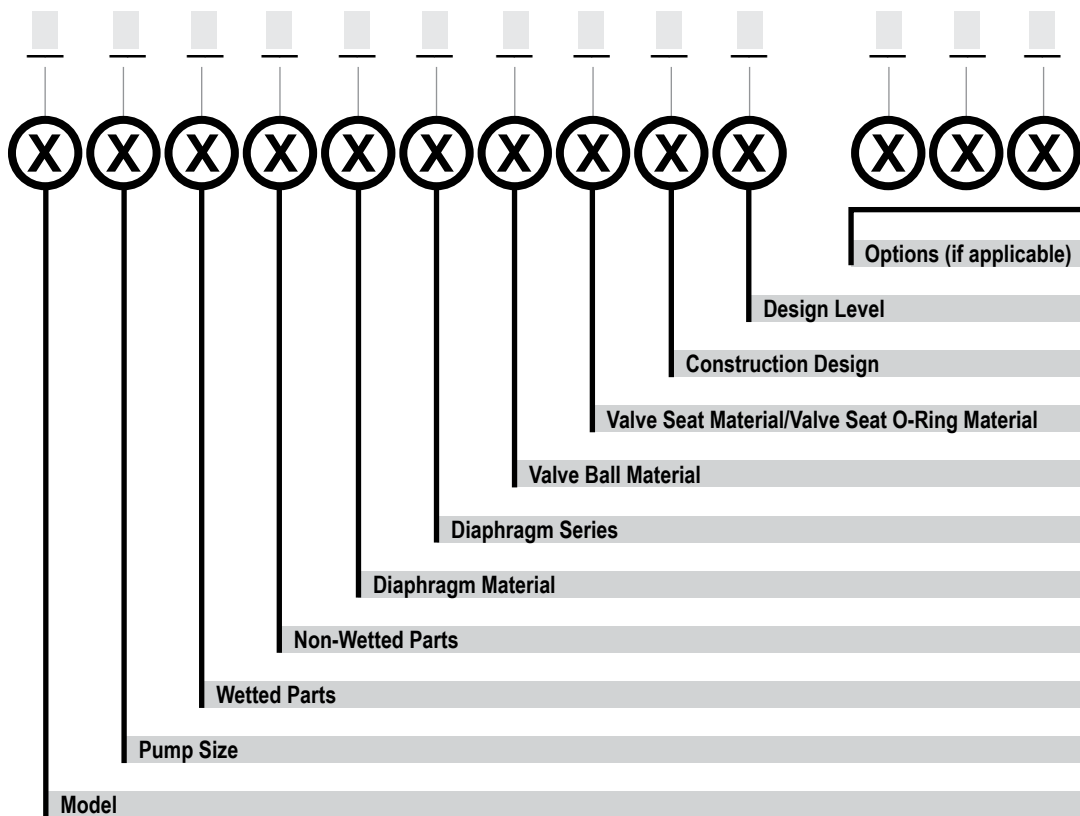 X X X X X X X X X X X X X
Options (if applicable)
Design Level
Construction Design
Valve Seat Material/Valve Seat O-Ring Material
Valve Ball Material
Diaphragm Series
Diaphragm Material
Non-Wetted Parts
Wetted Parts
Pump Size
Model